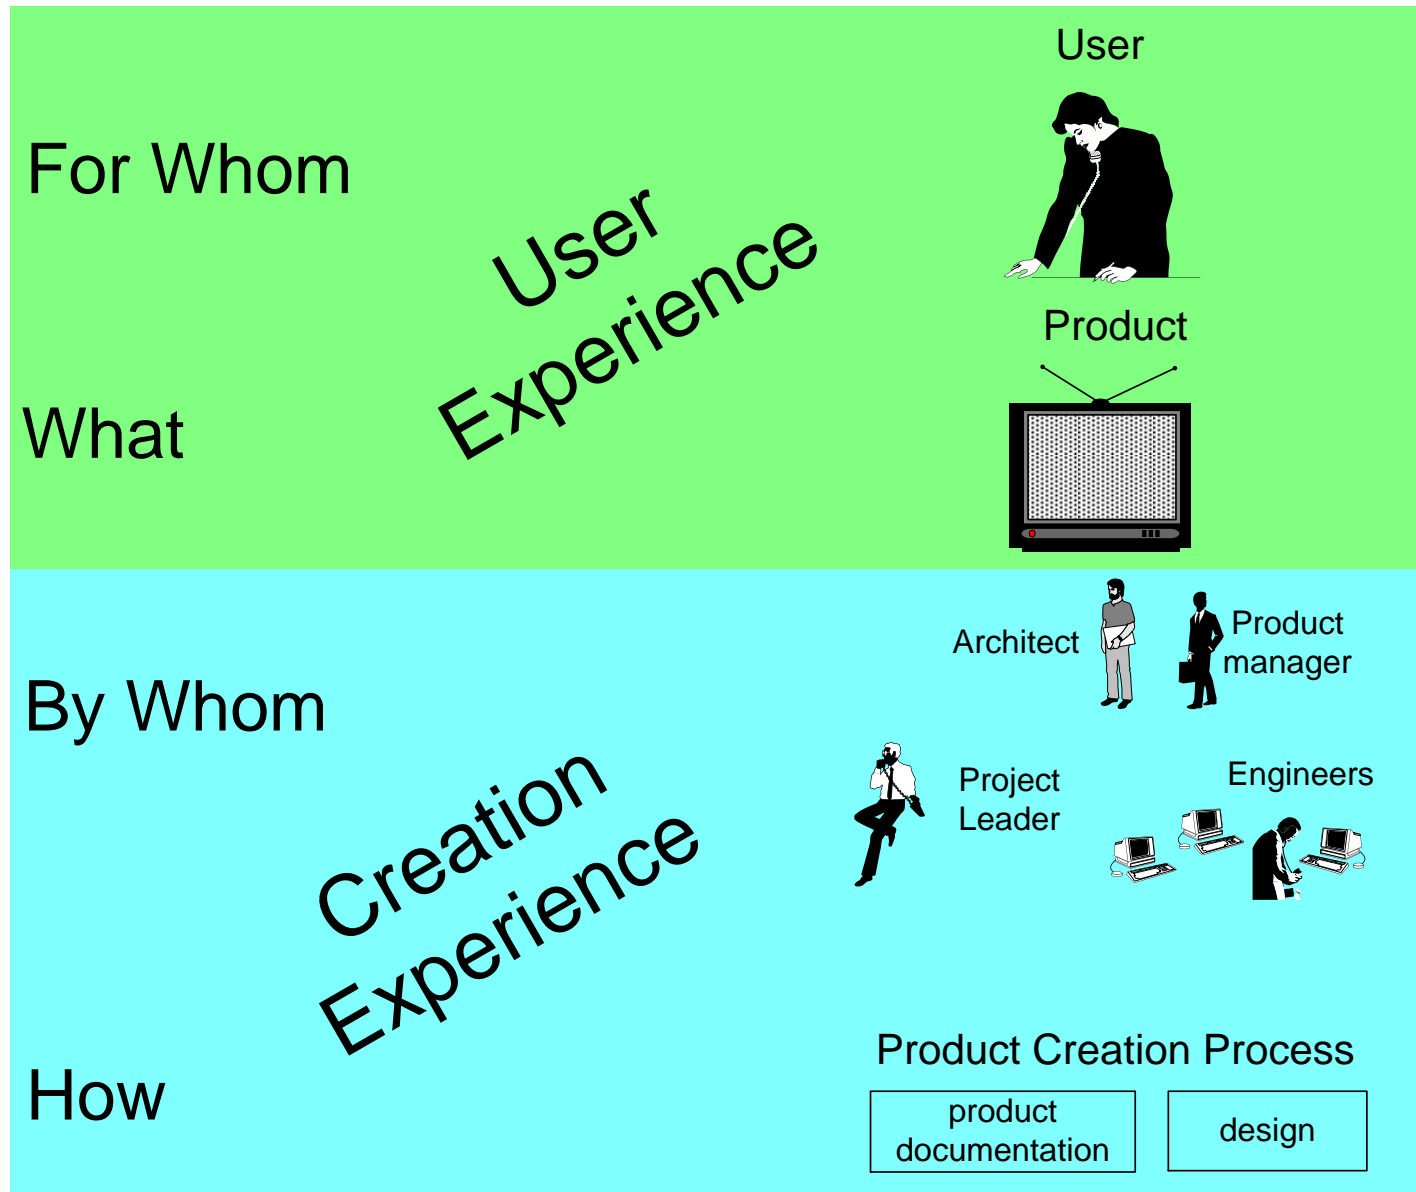 User
For Whom
User
Experience
Product
What
Architect
Product
manager
By Whom
Project
Leader
Engineers
Creation
Experience
Product Creation Process
How
product
documentation
design